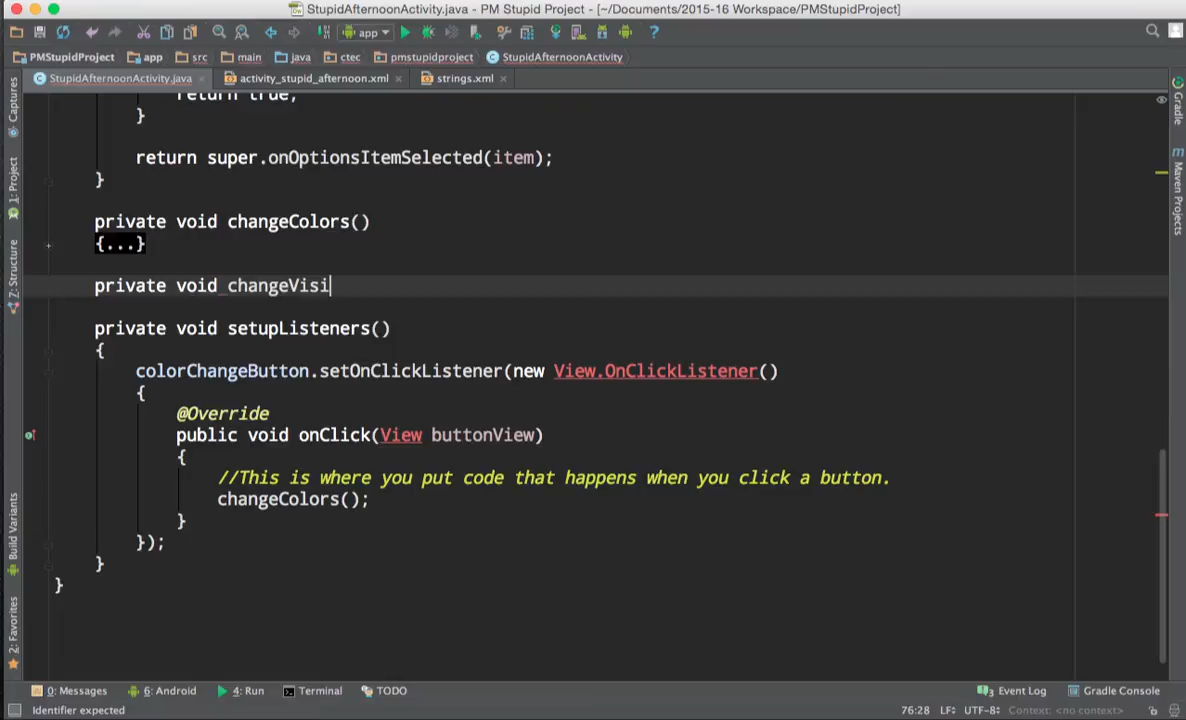 StupidAfternoonActivity.java - PM Stupid Project - [~/Documents/2015-16 Workspace/PMStupidProject]
app
PMStupidProject app src main java ctec pmstupidproject StupidAfternoonActivity
StupidAfternoonActivity.java activity_stupid_afternoon.xml strings.xml
Captures
1: Project
Z: Structure
Build Variants
2: Favorites
Gradle
Maven Projects
return true;
}
return super.onOptionsItemSelected(item);
}
private void changeColors()
{...}
private void changeVisi
private void setupListeners()
{
colorChangeButton.setOnClickListener(new View.OnClickListener()
{
@Override
public void onClick(View buttonView)
{
//This is where you put code that happens when you click a button.
changeColors();
}
});
}
}
0: Messages 6: Android 4: Run Terminal TODO 3 Event Log Gradle Console
Identifier expected 76:28 LF÷ UTF-8÷ Context: <no context>